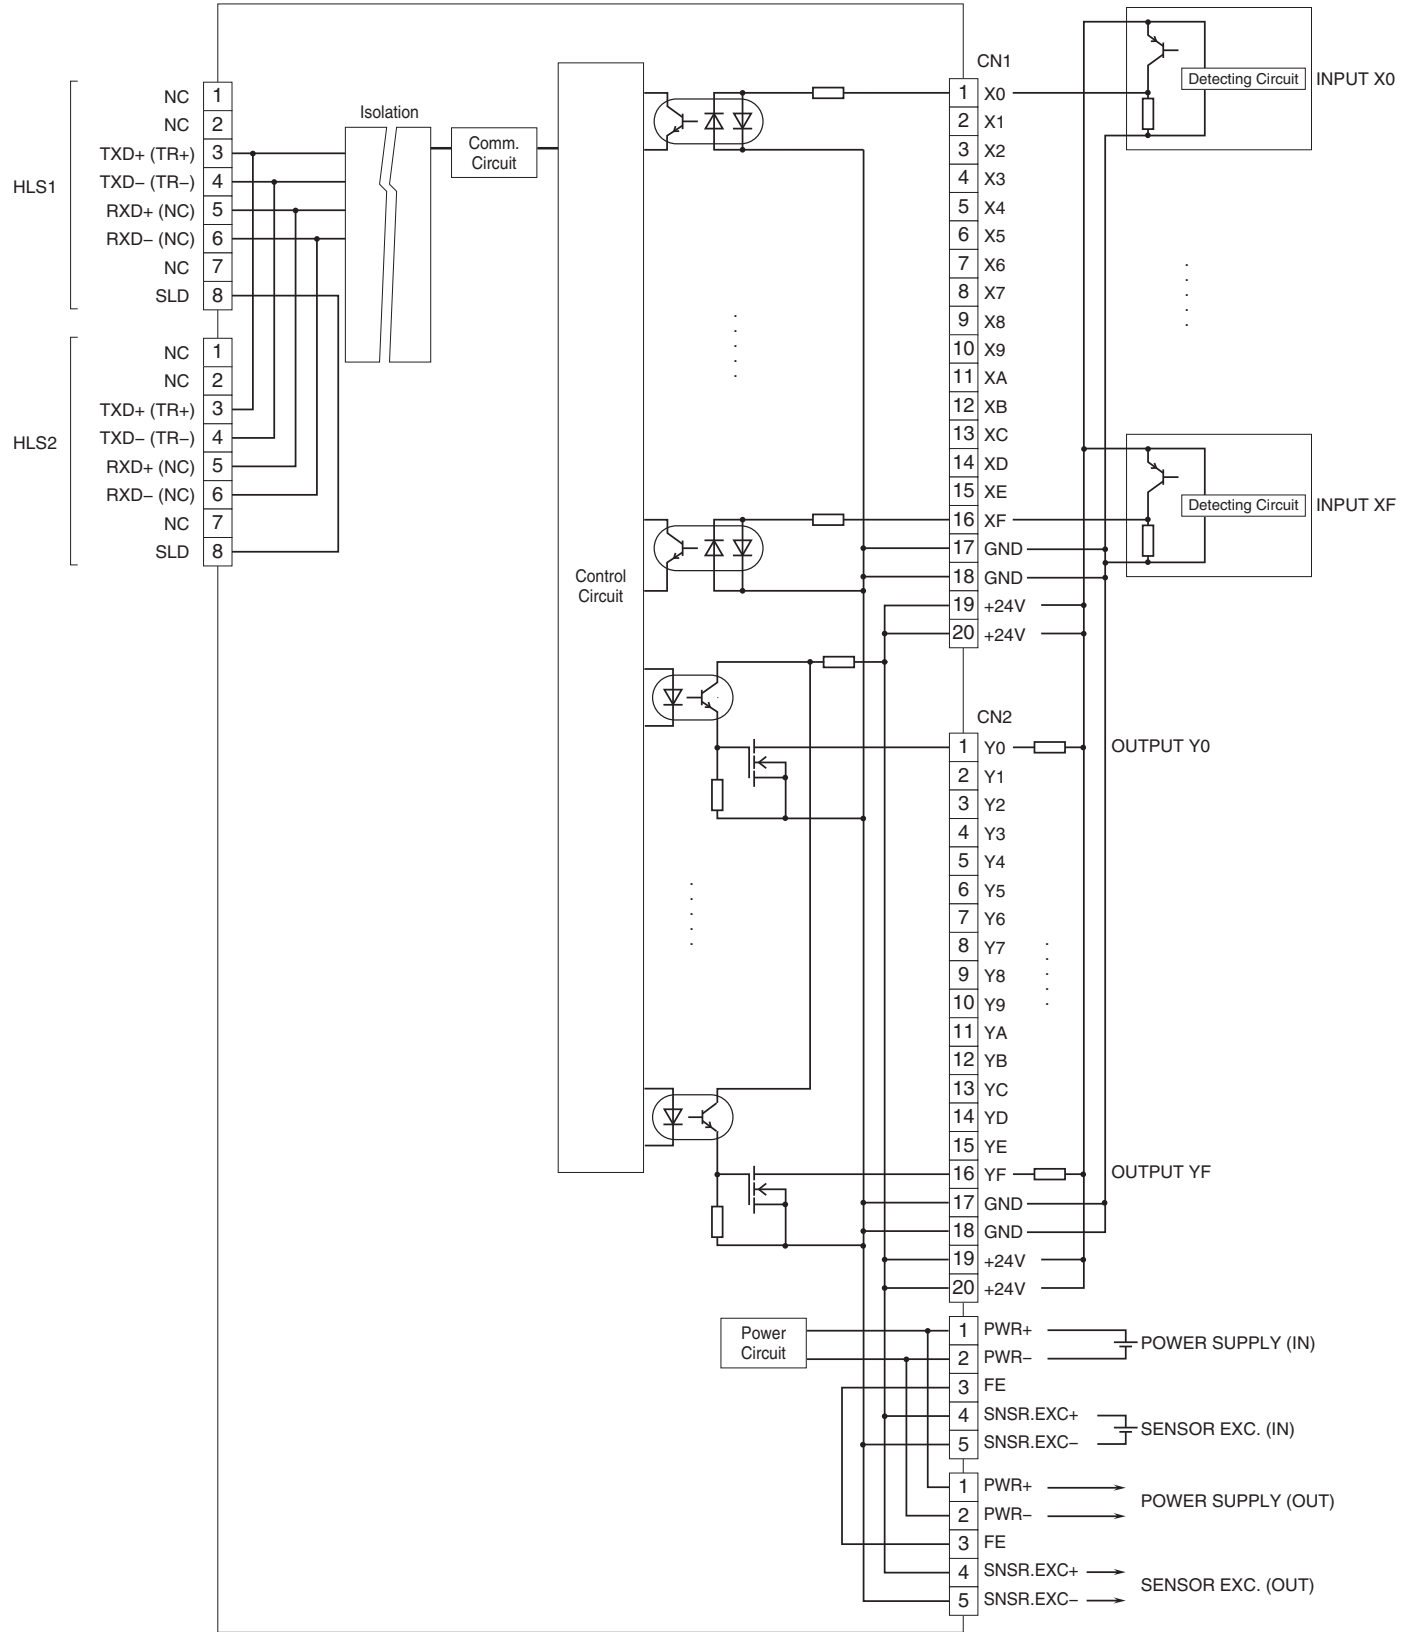 HLS1
NC 1
NC 2
TXD+ (TR+) 3
TXD− (TR−) 4
RXD+ (NC) 5
RXD− (NC) 6
NC 7
SLD 8
HLS2
NC 1
NC 2
TXD+ (TR+) 3
TXD− (TR−) 4
RXD+ (NC) 5
RXD− (NC) 6
NC 7
SLD 8
Isolation
Comm.
Circuit
Control
Circuit
CN1
1 X0
2 X1
3 X2
4 X3
5 X4
6 X5
7 X6
8 X7
9 X8
10 X9
11 XA
12 XB
13 XC
14 XD
15 XE
16 XF
17 GND
18 GND
19 +24V
20 +24V
Detecting Circuit
INPUT X0
Detecting Circuit
INPUT XF
CN2
1 Y0
2 Y1
3 Y2
4 Y3
5 Y4
6 Y5
7 Y6
8 Y7
9 Y8
10 Y9
11 YA
12 YB
13 YC
14 YD
15 YE
16 YF
17 GND
18 GND
19 +24V
20 +24V
OUTPUT Y0
OUTPUT YF
Power
Circuit
1 PWR+
2 PWR−
3 FE
4 SNSR.EXC+
5 SNSR.EXC−
POWER SUPPLY (IN)
SENSOR EXC. (IN)
1 PWR+
2 PWR−
3 FE
4 SNSR.EXC+
5 SNSR.EXC−
POWER SUPPLY (OUT)
SENSOR EXC. (OUT)